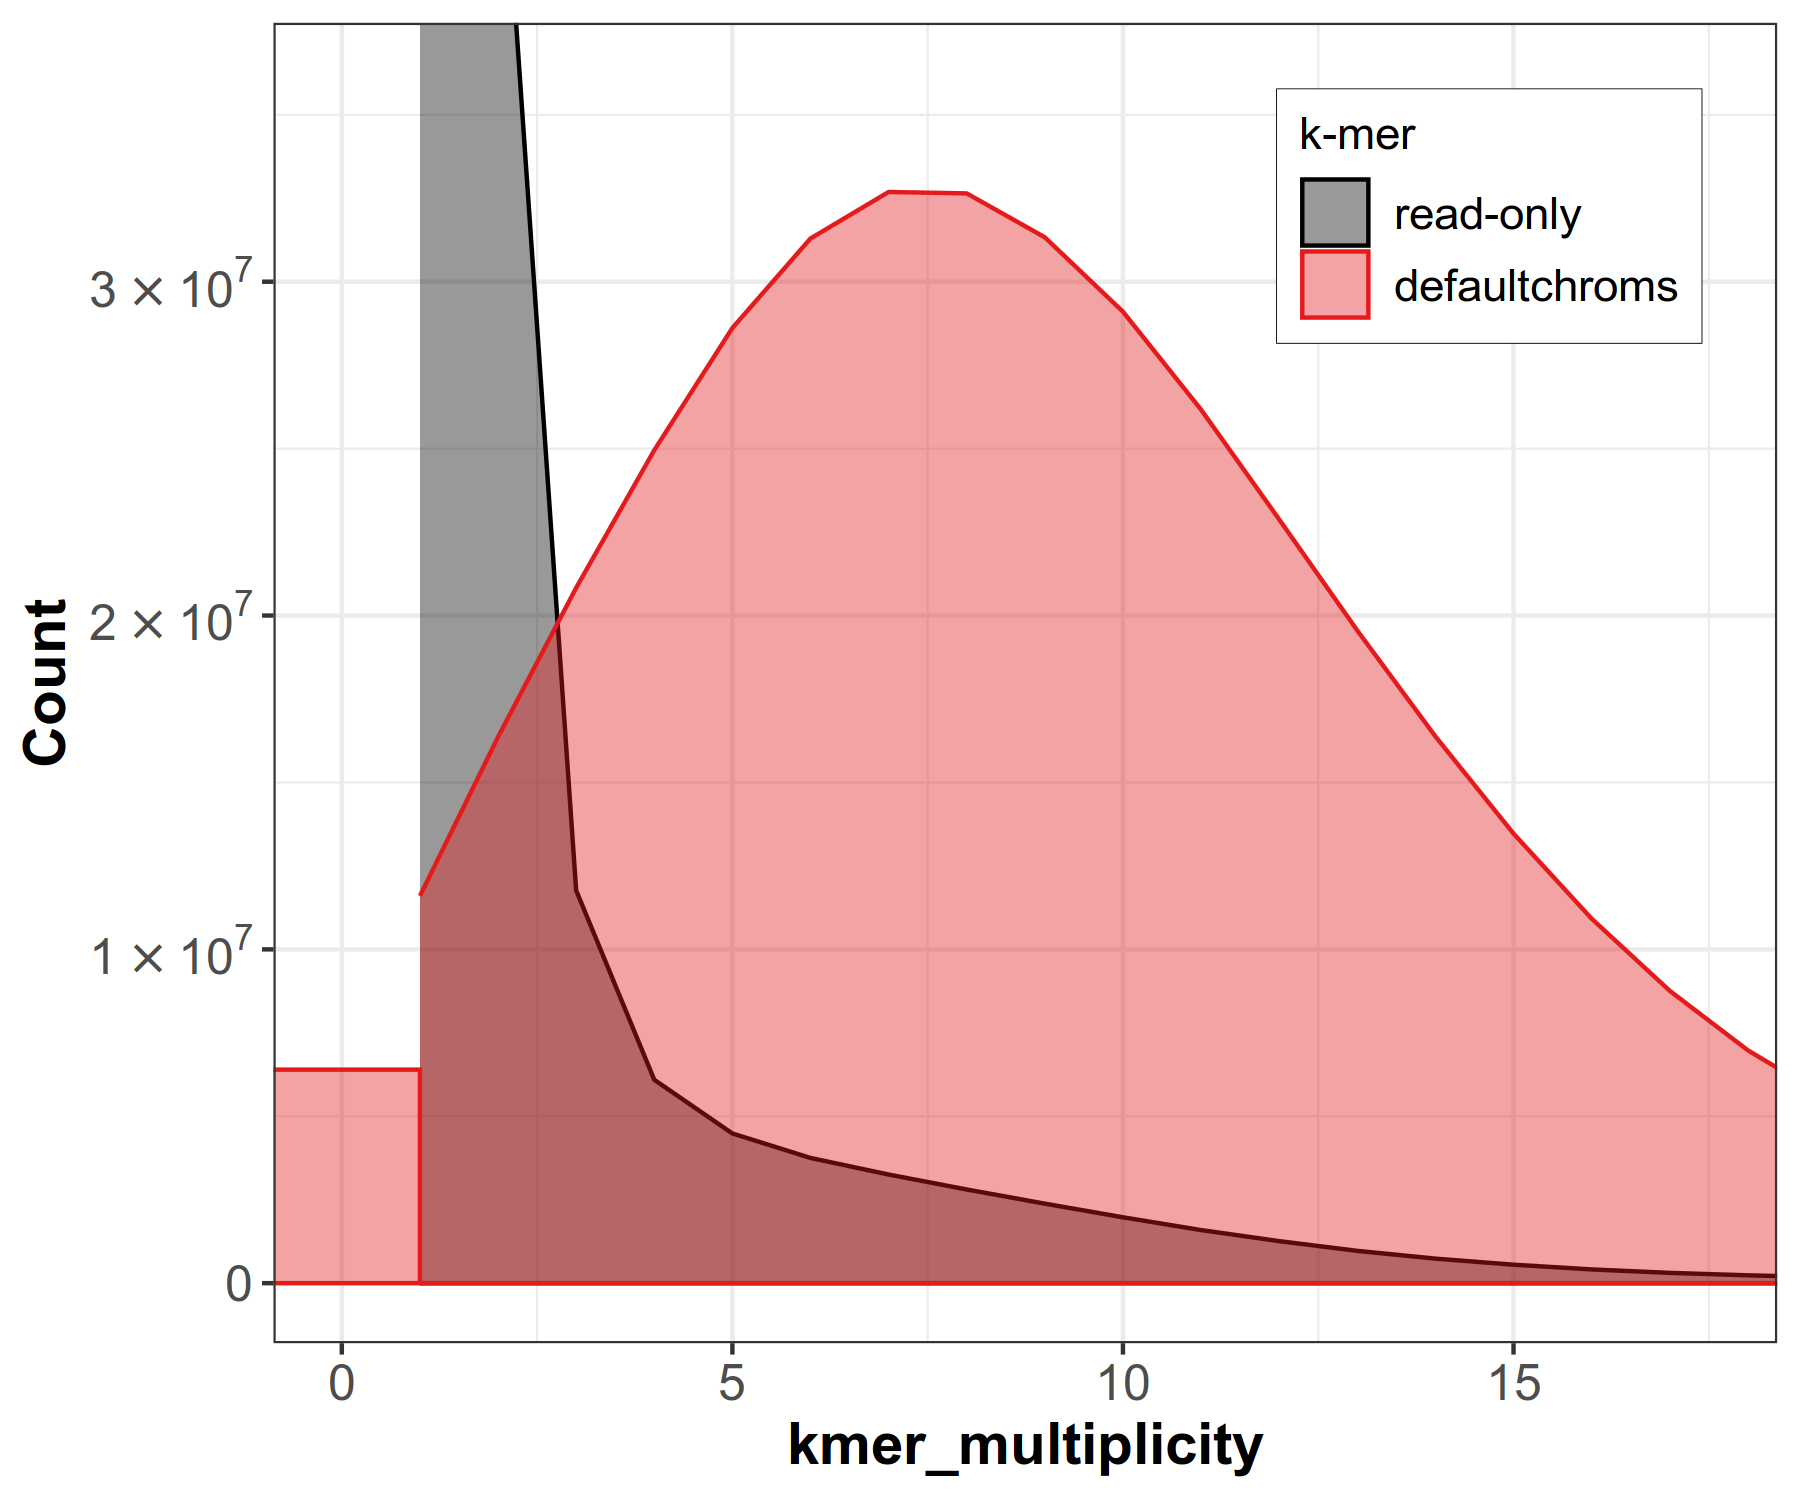 k-mer
read-only
defaultchroms
3 × 10⁷
2 × 10⁷
1 × 10⁷
0
Count
0 5 10 15
kmer_multiplicity